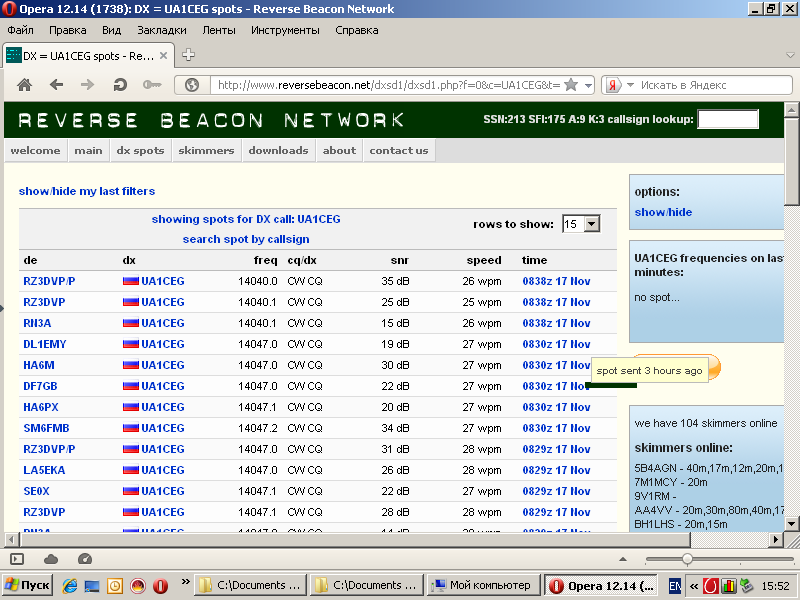 Opera 12.14 (1738): DX = UA1CEG spots - Reverse Beacon Network
Файл Правка Вид Закладки Ленты Инструменты Справка
DX = UA1CEG spots - Re...
http://www.reversebeacon.net/dxsd1/dxsd1.php?f=0&c=UA1CEG&t= Искать в Яндекс
REVERSE BEACON NETWORK SSN:213 SFI:175 A:9 K:3 callsign lookup:
welcome main dx spots skimmers downloads about contact us
show/hide my last filters
showing spots for DX call: UA1CEG
search spot by callsign
rows to show: 15
de dx freq cq/dx snr speed time
RZ3DVP/P UA1CEG 14040.0 CW CQ 35 dB 26 wpm 0838z 17 Nov
RZ3DVP UA1CEG 14040.1 CW CQ 25 dB 25 wpm 0838z 17 Nov
RN3A UA1CEG 14040.1 CW CQ 15 dB 26 wpm 0838z 17 Nov
DL1EMY UA1CEG 14047.0 CW CQ 19 dB 27 wpm 0830z 17 Nov
HA6M UA1CEG 14047.0 CW CQ 30 dB 27 wpm 0830z 17 Nov
DF7GB UA1CEG 14047.0 CW CQ 22 dB 27 wpm 0830z 17 Nov
HA6PX UA1CEG 14047.1 CW CQ 20 dB 27 wpm 0830z 17 Nov
SM6FMB UA1CEG 14047.2 CW CQ 34 dB 27 wpm 0830z 17 Nov
RZ3DVP/P UA1CEG 14047.0 CW CQ 31 dB 28 wpm 0829z 17 Nov
LA5EKA UA1CEG 14047.0 CW CQ 26 dB 28 wpm 0829z 17 Nov
SE0X UA1CEG 14047.1 CW CQ 22 dB 27 wpm 0829z 17 Nov
RZ3DVP UA1CEG 14047.1 CW CQ 28 dB 28 wpm 0829z 17 Nov
options:
show/hide
UA1CEG frequencies on last
minutes:
no spot...
spot sent 3 hours ago
we have 104 skimmers online
skimmers online:
5B4AGN - 40m,17m,12m,20m,1
7M1MCY - 20m
9V1RM -
AA4VV - 20m,30m,80m,40m,17
BH1LHS - 20m,15m
Пуск C:\Documents ... C:\Documents ... Мой компьютер Opera 12.14 (... EN 15:52